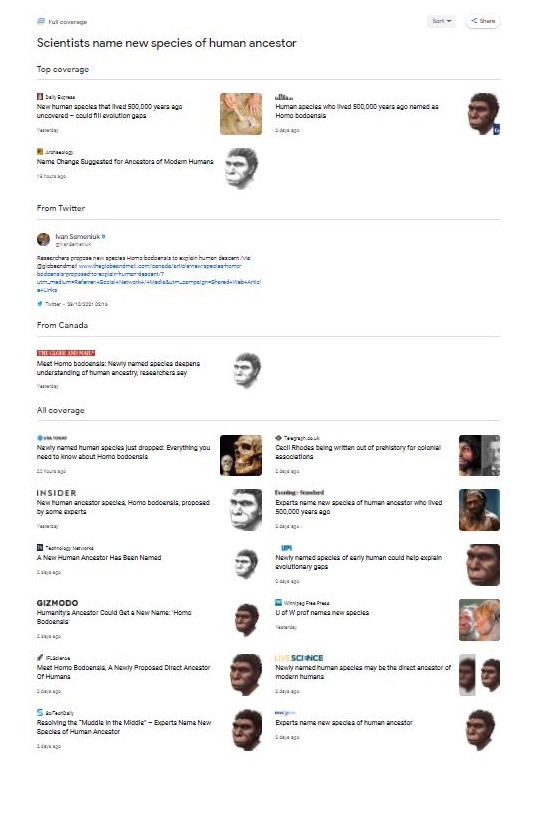 Full coverage
Sort
Share
Scientists name new species of human ancestor
Top coverage
Daily Express
New human species that lived 500,000 years ago
uncovered – could fill evolution gaps
Yesterday
Human species who lived 500,000 years ago named as
Homo bodoensis
2 days ago
Archaeology
Name Change Suggested for Ancestors of Modern Humans
18 hours ago
From Twitter
Ivan Semeniuk
@IvanSemeniuk
Researchers propose new species Homo bodoensis to explain human descent /via
@globeandmail www.theglobeandmail.com/canada/article-new-species-homo-
bodoensis-proposed-to-explain-human-descent/?
utm_medium=Referrer:+Social+Network+/+Media&utm_campaign=Shared+Web+Articl
e+Links
Twitter
From Canada
THE GLOBE AND MAIL*
Meet Homo bodoensis: Newly named species deepens
understanding of human ancestry, researchers say
Yesterday
All coverage
USA TODAY
Newly named human species just dropped: Everything you
need to know about Homo bodoensis
20 hours ago
Telegraph.co.uk
Cecil Rhodes being written out of prehistory for colonial
associations
2 days ago
INSIDER
New human ancestor species, Homo bodoensis, proposed
by some experts
Yesterday
Evening Standard
Experts name new species of human ancestor who lived
500,000 years ago
2 days ago
Technology Networks
A New Human Ancestor Has Been Named
2 days ago
UPI
Newly named species of early human could help explain
evolutionary gaps
2 days ago
GIZMODO
Humanity's Ancestor Could Get a New Name: 'Homo
Bodoensis'
2 days ago
Winnipeg Free Press
U of W prof names new species
Yesterday
IFLScience
Meet Homo Bodoensis, A Newly Proposed Direct Ancestor
Of Humans
2 days ago
LIVESCIENCE
Newly named human species may be the direct ancestor of
modern humans
2 days ago
SciTechDaily
Resolving the "Muddle in the Middle" – Experts Name New
Species of Human Ancestor
2 days ago
Experts name new species of human ancestor
2 days ago